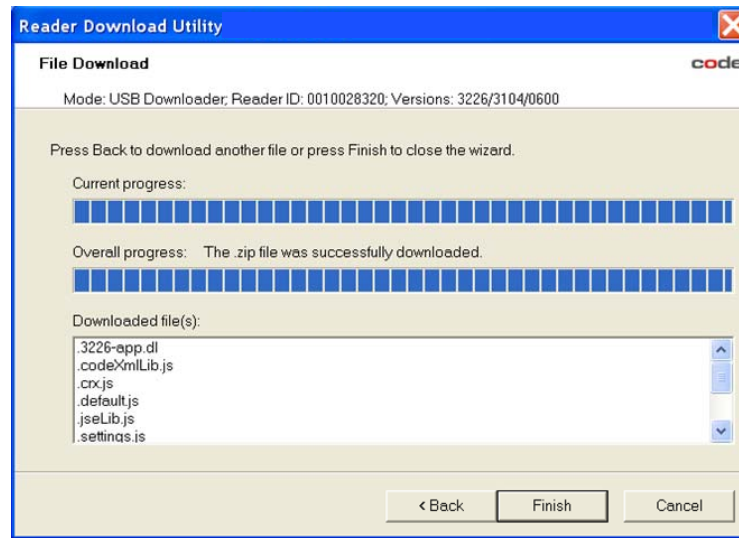 Reader Download Utility
File Download
code
Mode: USB Downloader; Reader ID: 0010028320; Versions: 3226/3104/0600
Press Back to download another file or press Finish to close the wizard.
Current progress:
Overall progress: The .zip file was successfully downloaded.
Downloaded file(s):
.3226-app.dl
.codeXmlLib.js
.crx.js
.default.js
.jseLib.js
.settings.js
< Back
Finish
Cancel